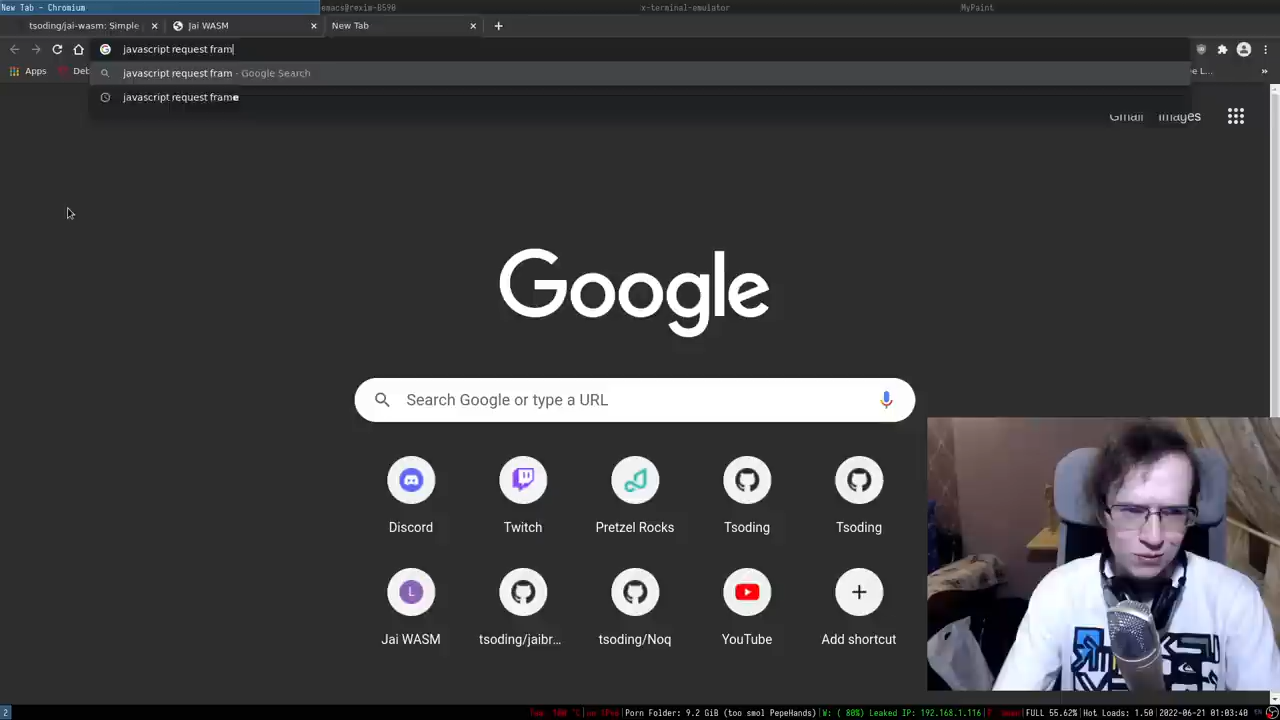 New Tab - Chromium
emacs@rexim-B590
x-terminal-emulator
MyPaint
tsoding/jai-wasm: Simple
Jai WASM
New Tab
javascript request fram
javascript request fram - Google Search
Apps
Deb
e L...
javascript request frame
Gmail
Images
Google
Search Google or type a URL
Discord
Twitch
Pretzel Rocks
Tsoding
Tsoding
Jai WASM
L
tsoding/jaibr...
tsoding/Noq
YouTube
Add shortcut
2
Porn Folder: 9.2 GiB (too smol PepeHands)
W: ( 80%) Leaked IP: 192.168.1.116
FULL 55.62%
Hot Loads: 1.50
2022-06-21 01:03:40